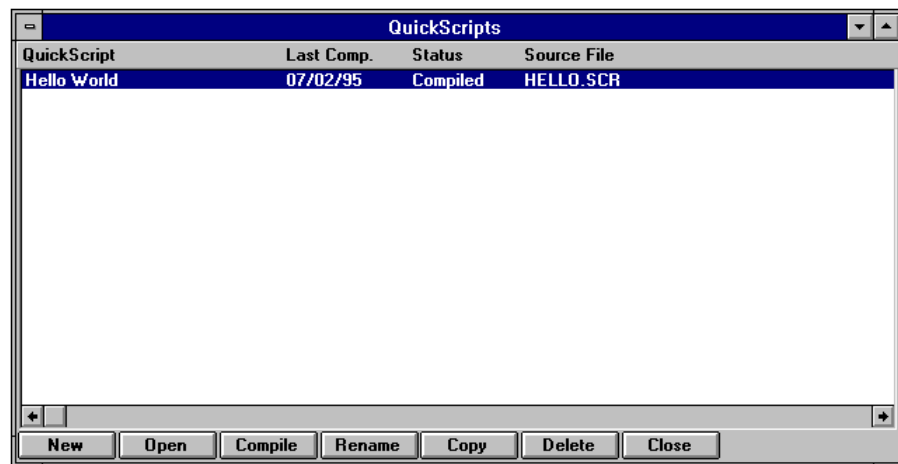 QuickScripts
QuickScript Last Comp. Status Source File
Hello World 07/02/95 Compiled HELLO.SCR
New Open Compile Rename Copy Delete Close